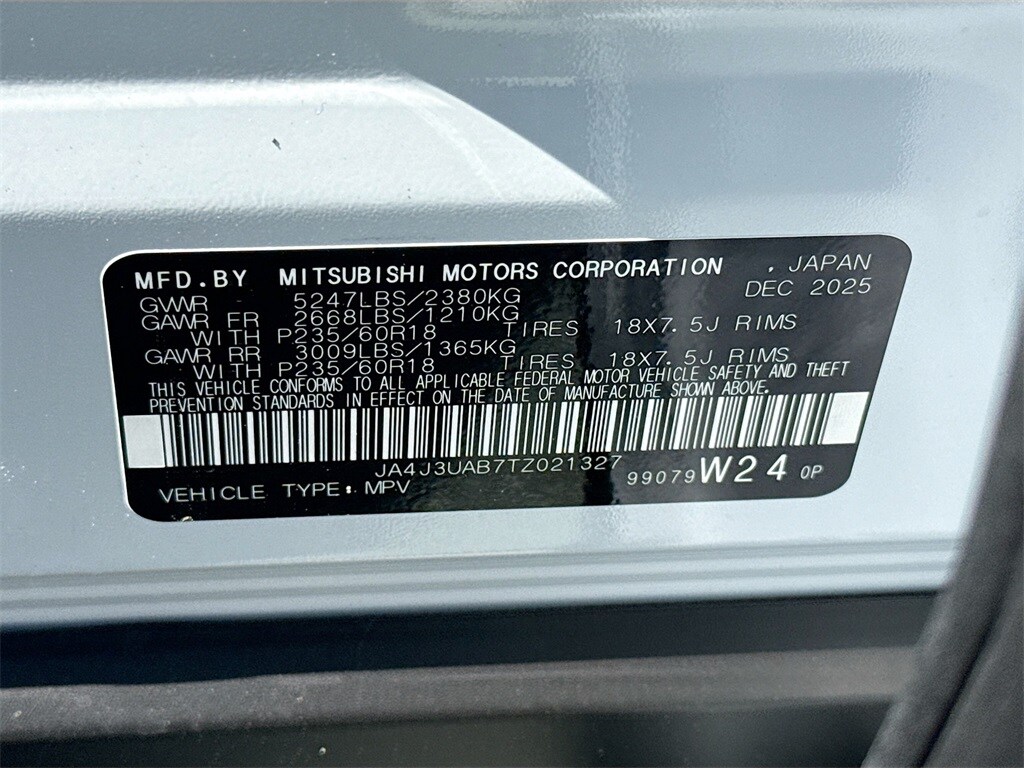 MFD.BY MITSUBISHI MOTORS CORPORATION . JAPAN
GVWR 5247LBS/2380KG DEC 2025
GAWR FR 2668LBS/1210KG
WITH P235/60R18 TIRES 18X7.5J RIMS
GAWR RR 3009LBS/1365KG
WITH P235/60R18 TIRES 18X7.5J RIMS
THIS VEHICLE CONFORMS TO ALL APPLICABLE FEDERAL MOTOR VEHICLE SAFETY AND THEFT
PREVENTION STANDARDS IN EFFECT ON THE DATE OF MANUFACTURE SHOWN ABOVE.
JA4J3UAB7TZ021327
VEHICLE TYPE: MPV 99079 W24 0P